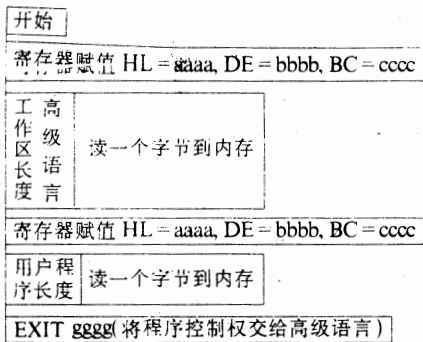 开始
寄存器赋值 HL = aaaa, DE = bbbb, BC = cccc
工作区长度
高级语言
读一个字节到内存
寄存器赋值 HL = aaaa, DE = bbbb, BC = cccc
用户程
序长度
读一个字节到内存
EXIT gggg(将程序控制权交给高级语言)